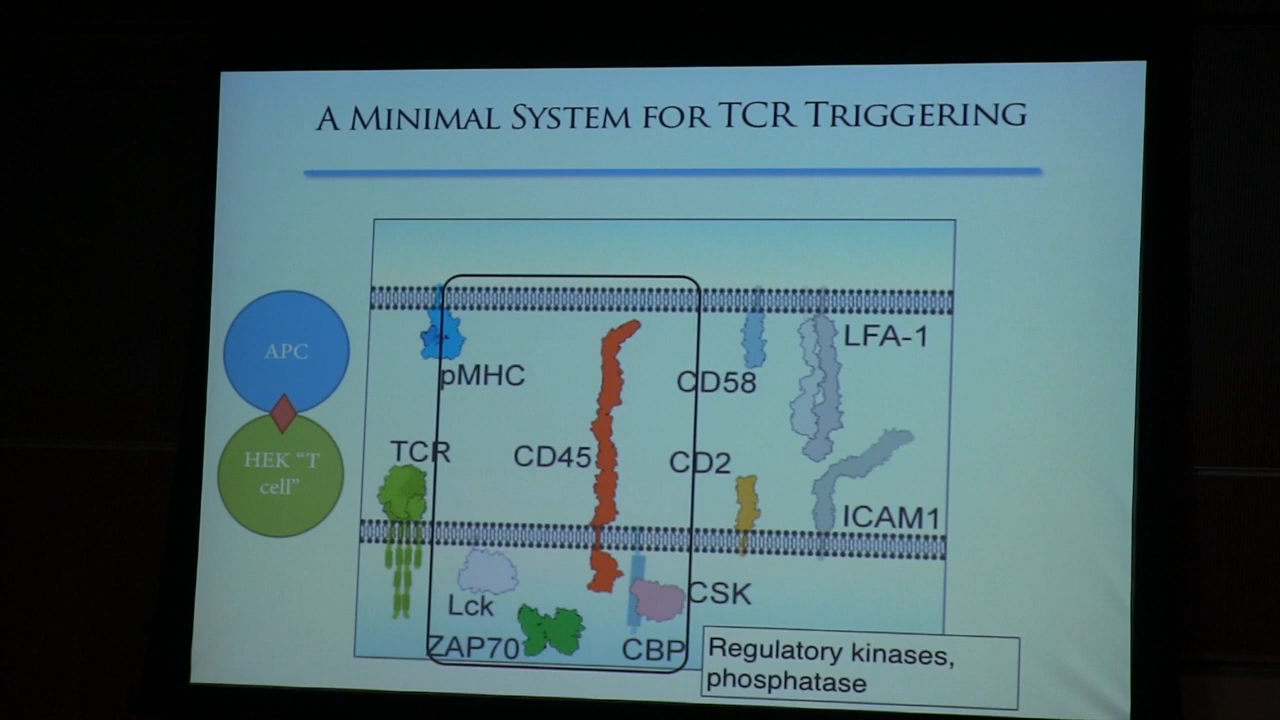 A MINIMAL SYSTEM FOR TCR TRIGGERING
APC
HEK “T
cell”
pMHC
TCR
CD45
CD58
LFA-1
CD2
ICAM1
Lck
ZAP70
CSK
CBP
Regulatory kinases,
phosphatase